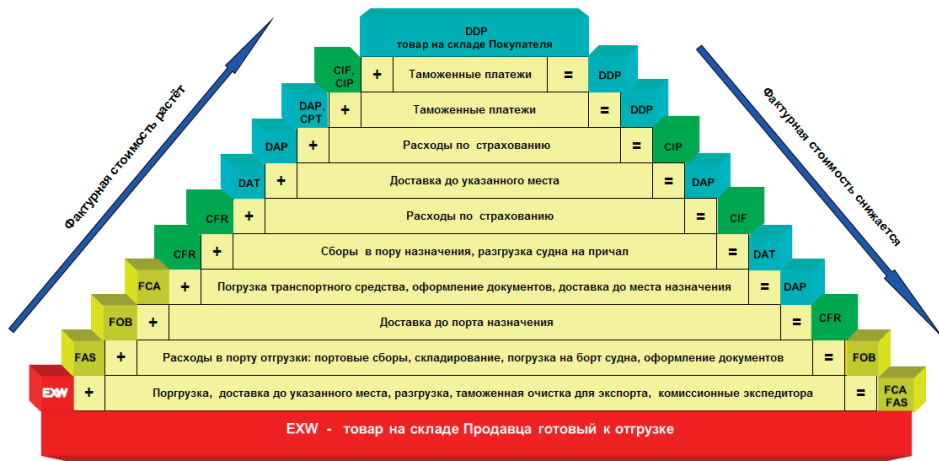 DDP
товар на складе Покупателя
Фактурная стоимость растёт
Фактурная стоимость снижается
CIF, CIP + Таможенные платежи = DDP
DAP, CPT + Таможенные платежи = DDP
DAP + Расходы по страхованию = CIP
DAT + Доставка до указанного места = DAP
CFR + Расходы по страхованию = CIF
CFR + Сборы в пору назначения, разгрузка судна на причал = DAT
FCA + Погрузка транспортного средства, оформление документов, доставка до места назначения = DAP
FOB + Доставка до порта назначения = CFR
FAS + Расходы в порту отгрузки: портовые сборы, складирование, погрузка на борт судна, оформление документов = FOB
EXW + Поргрузка, доставка до указанного места, разгрузка, таможенная очистка для экспорта, комиссионные экспедитора = FCA FAS
EXW - товар на складе Продавца готовый к отгрузке